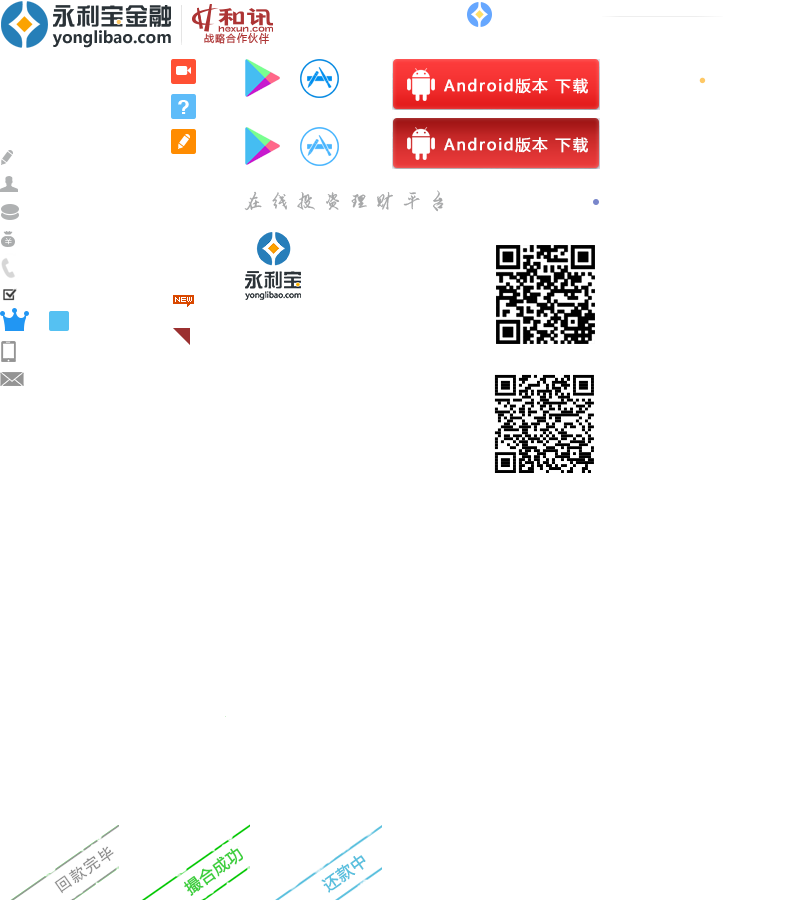 永利宝金融
yonglibao.com
和讯
hexun.com
战略合作伙伴
?
Android版本 下载
Android版本 下载
在线投资理财平台
¥
永利宝
yonglibao.com
NEW
回款完毕
撮合成功
还款中